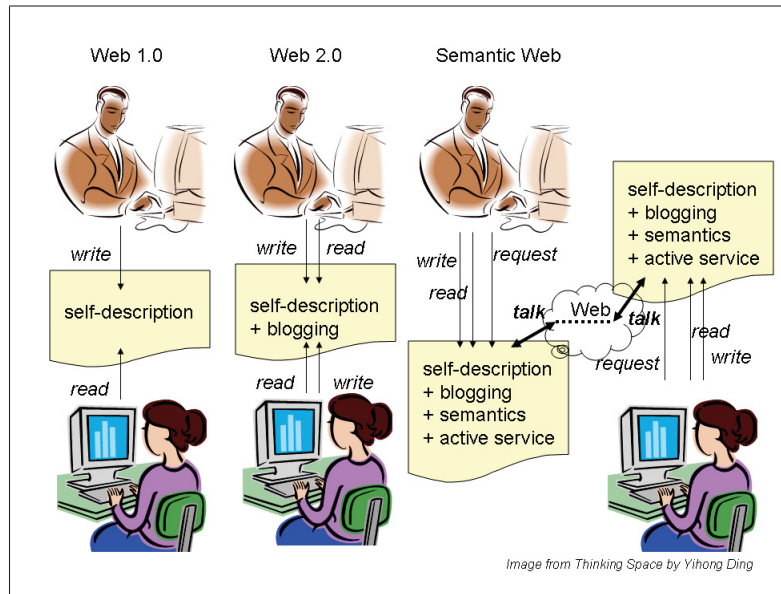 Web 1.0
Web 2.0
Semantic Web
write
self-description
read
write
read
self-description
+ blogging
read
write
write
read
request
self-description
+ blogging
+ semantics
+ active service
talk
Web
talk
self-description
+ blogging
+ semantics
+ active service
request
read
write
Image from Thinking Space by Yihong Ding